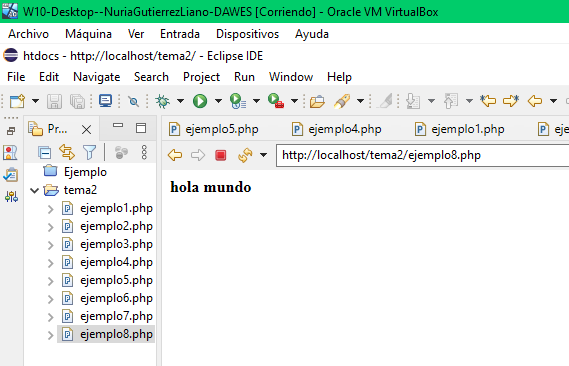 W10-Desktop--NuriaGutierrezLiano-DAWES [Corriendo] - Oracle VM VirtualBox
Archivo Máquina Ver Entrada Dispositivos Ayuda
htdocs - http://localhost/tema2/ - Eclipse IDE
File Edit Navigate Search Project Run Window Help
P... ejemplo5.php ejemplo4.php ejemplo1.php
http://localhost/tema2/ejemplo8.php
Ejemplo
tema2
hola mundo
ejemplo1.php
ejemplo2.php
ejemplo3.php
ejemplo4.php
ejemplo5.php
ejemplo6.php
ejemplo7.php
ejemplo8.php